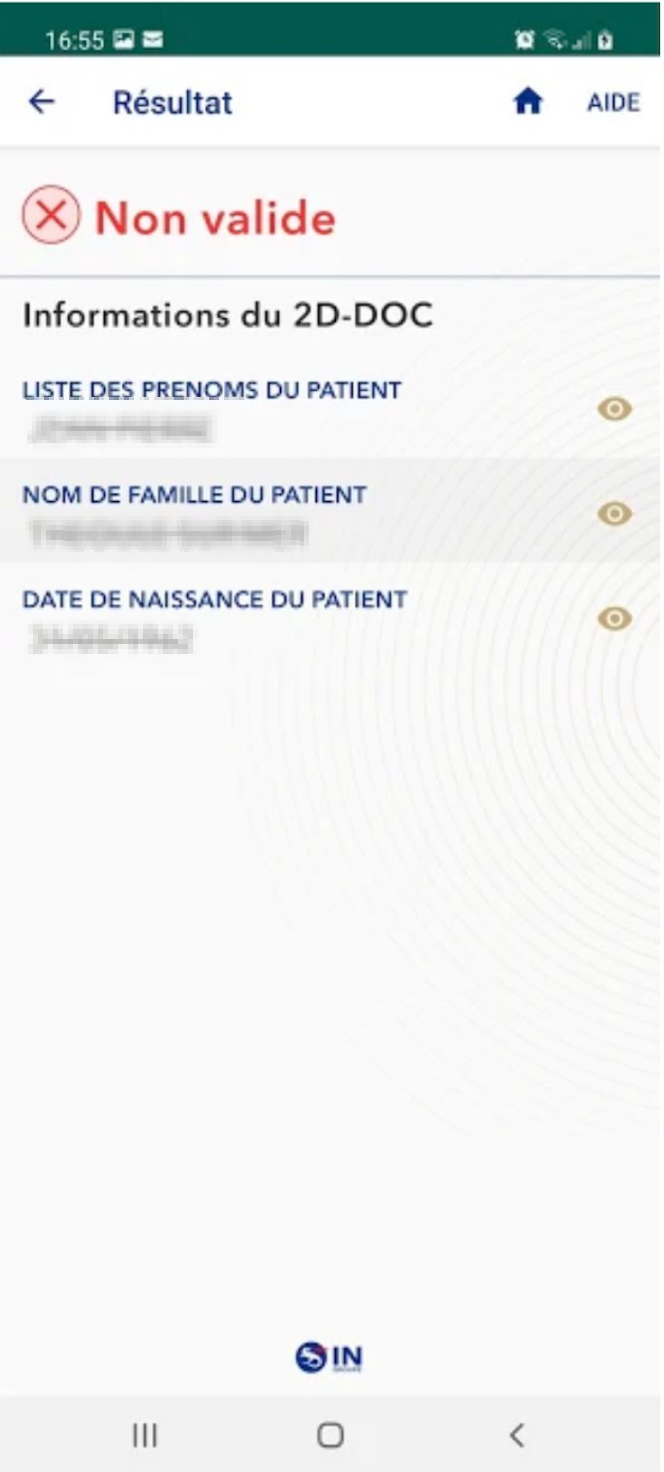 16:55
Résultat
AIDE
Non valide
Informations du 2D-DOC
LISTE DES PRENOMS DU PATIENT
NOM DE FAMILLE DU PATIENT
DATE DE NAISSANCE DU PATIENT
IN